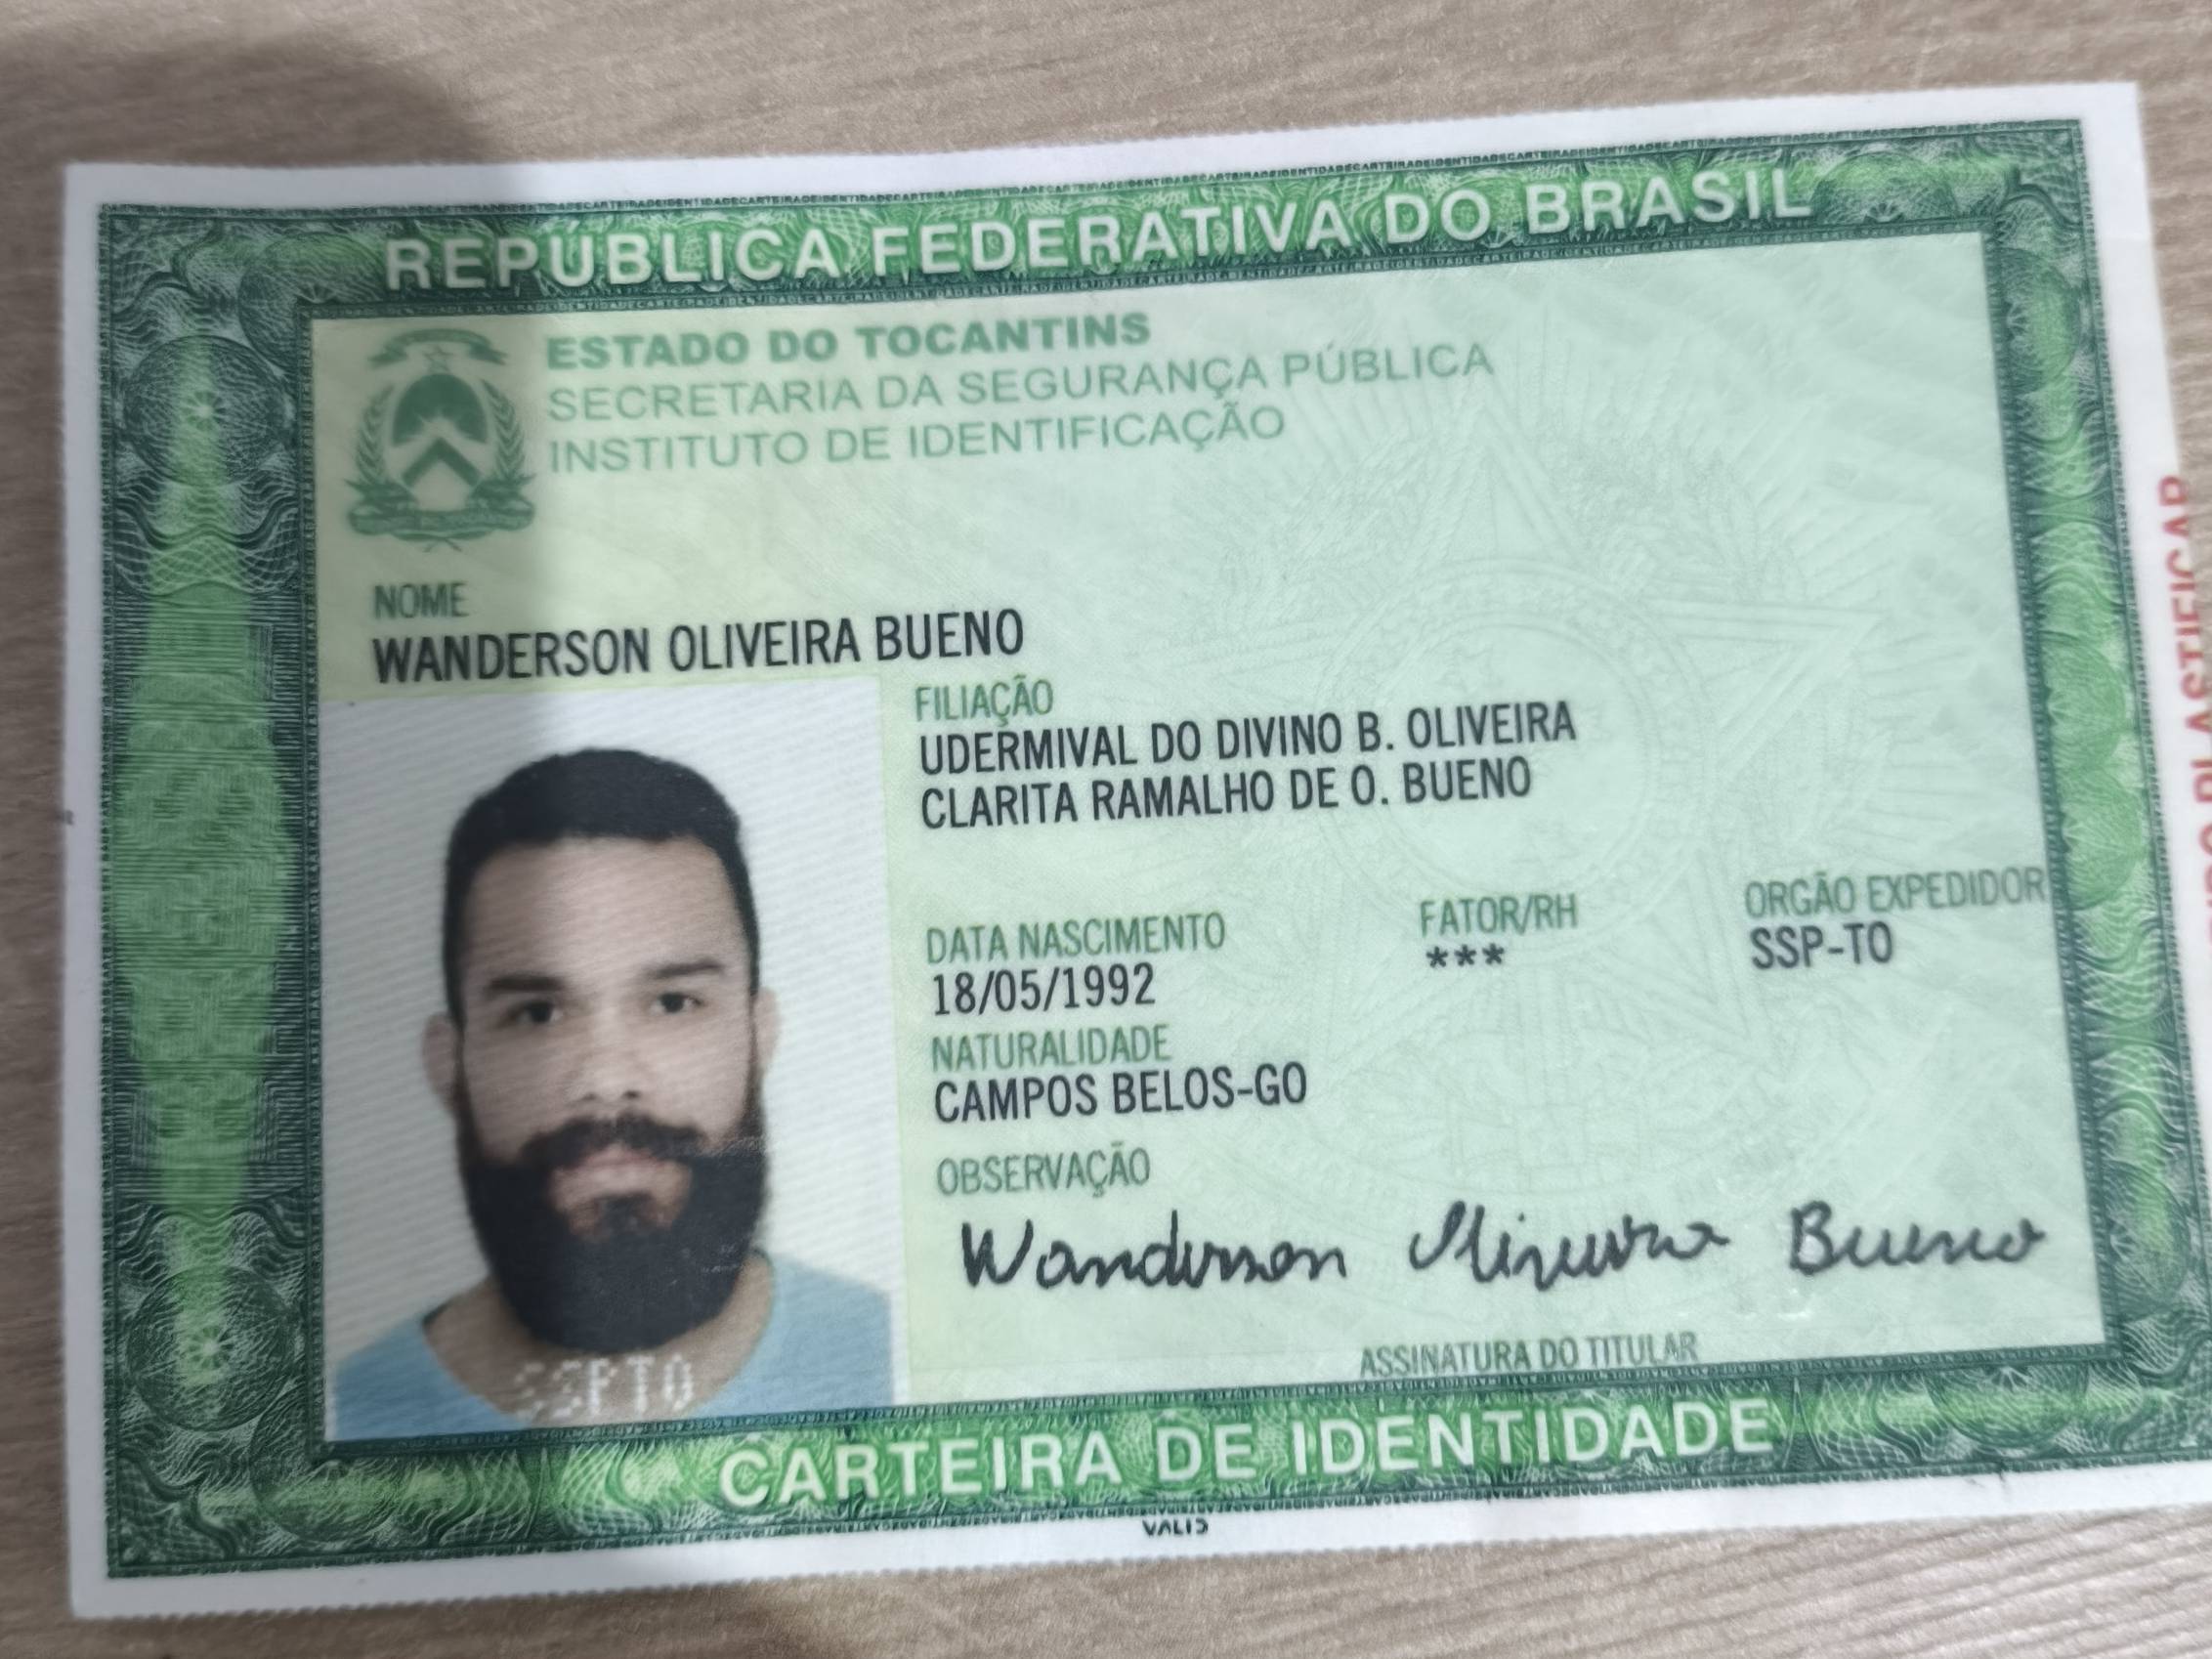 REPÚBLICA FEDERATIVA DO BRASIL
ESTADO DO TOCANTINS
SECRETARIA DA SEGURANÇA PÚBLICA
INSTITUTO DE IDENTIFICAÇÃO
NOME
WANDERSON OLIVEIRA BUENO
FILIAÇÃO
UDERMIVAL DO DIVINO B. OLIVEIRA
CLARITA RAMALHO DE O. BUENO
DATA NASCIMENTO
18/05/1992
FATOR/RH
***
ORGÃO EXPEDIDOR
SSP-TO
NATURALIDADE
CAMPOS BELOS-GO
OBSERVAÇÃO
Wanderson Oliveira Bueno
ASSINATURA DO TITULAR
SSPTO
CARTEIRA DE IDENTIDADE
VALID
PLASTIFICAR